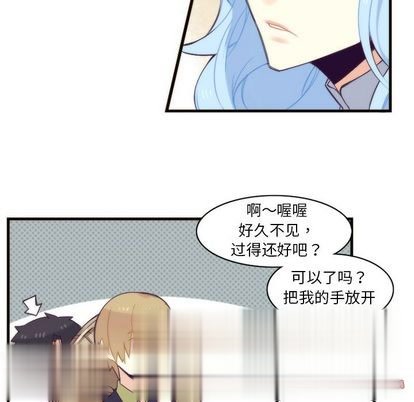 啊～喔喔
好久不见，
过得还好吧？
可以了吗？
把我的手放开